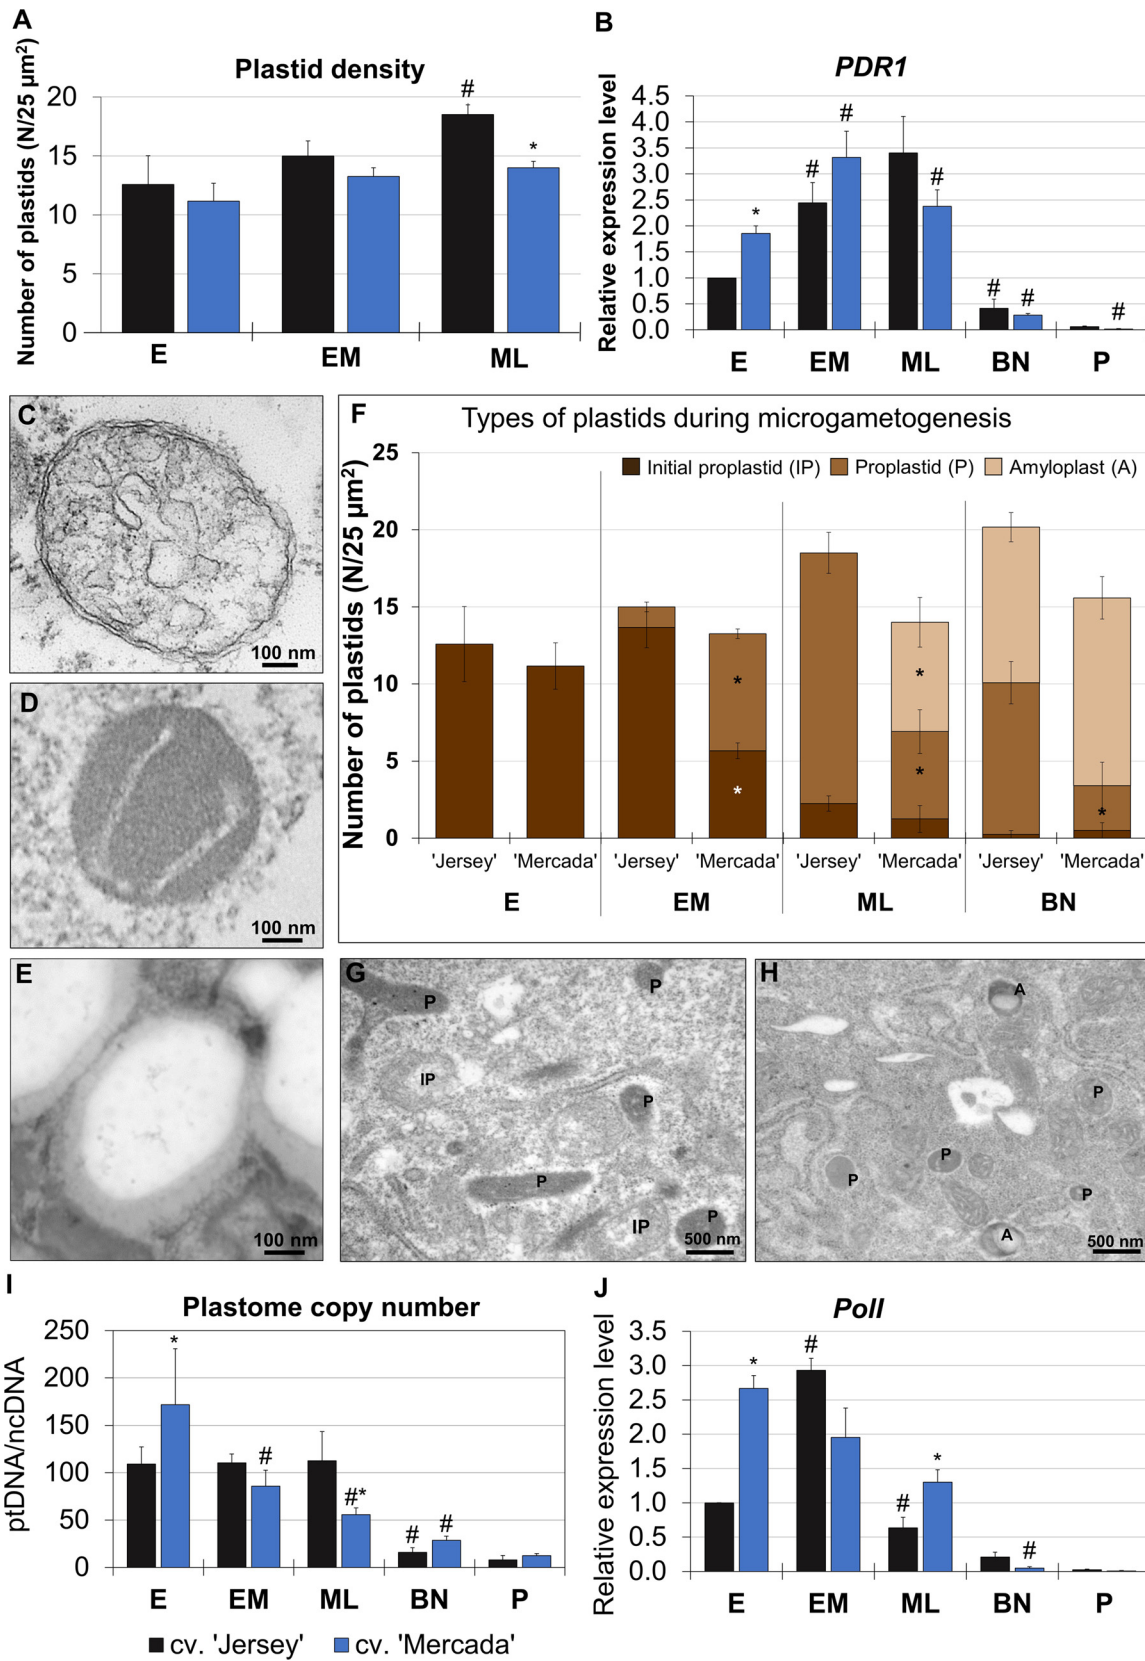 A
Plastid density
Number of plastids (N/25 µm²)
20
15
10
5
0
#
*
E
EM
ML
B
PDR1
Relative expression level
4.5
4.0
3.5
3.0
2.5
2.0
1.5
1.0
0.5
0.0
*
#
#
#
#
#
#
E
EM
ML
BN
P
C
100 nm
D
100 nm
E
100 nm
F
Types of plastids during microgametogenesis
Initial proplastid (IP)
Proplastid (P)
Amyloplast (A)
Number of plastids (N/25 µm²)
25
20
15
10
5
0
*
*
*
*
*
'Jersey'
'Mercada'
'Jersey'
'Mercada'
'Jersey'
'Mercada'
'Jersey'
'Mercada'
E
EM
ML
BN
G
P
P
IP
P
P
IP
P
500 nm
H
A
P
P
P
P
A
500 nm
I
Plastome copy number
ptDNA/ncDNA
250
200
150
100
50
0
*
#
#*
#
#
E
EM
ML
BN
P
cv. 'Jersey'
cv. 'Mercada'
J
PolI
Relative expression level
3.5
3.0
2.5
2.0
1.5
1.0
0.5
0.0
*
#
#
*
#
E
EM
ML
BN
P